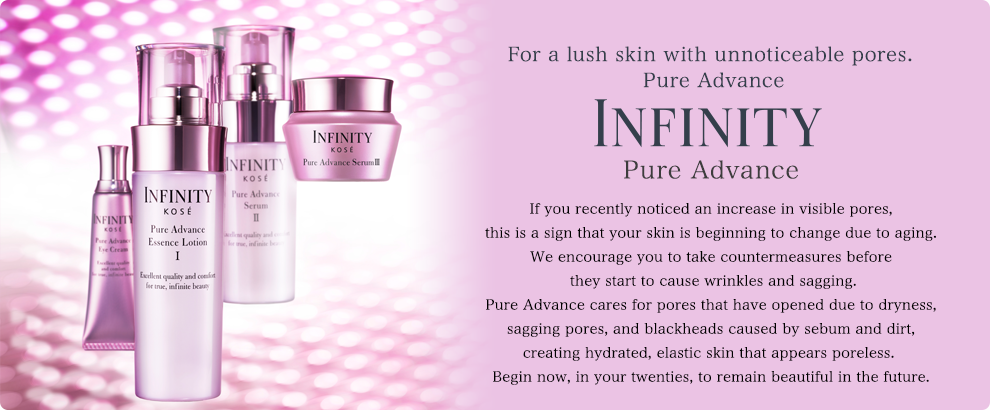 For a lush skin with unnoticeable pores.
Pure Advance
INFINITY
Pure Advance
If you recently noticed an increase in visible pores,
this is a sign that your skin is beginning to change due to aging.
We encourage you to take countermeasures before
they start to cause wrinkles and sagging.
Pure Advance cares for pores that have opened due to dryness,
sagging pores, and blackheads caused by sebum and dirt,
creating hydrated, elastic skin that appears poreless.
Begin now, in your twenties, to remain beautiful in the future.
INFINITY
KOSÉ
Pure Advance
Eye Cream
INFINITY
KOSÉ
Pure Advance
Essence Lotion
I
Excellent quality and comfort
for true, infinite beauty
INFINITY
KOSÉ
Pure Advance
Serum
II
quality and
for true, infinite
INFINITY
KOSÉ
Pure Advance Serum III